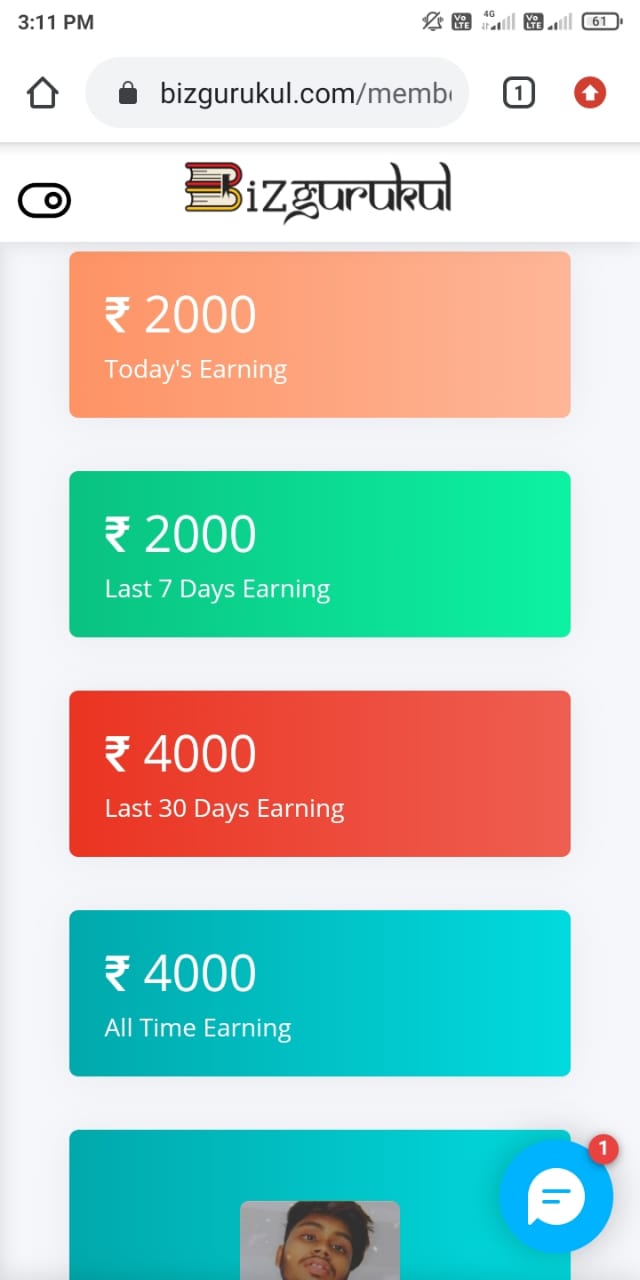 3:11 PM
Vo LTE
4G
Vo LTE
61
bizgurukul.com/memb
1
Bizgurukul
₹ 2000
Today's Earning
₹ 2000
Last 7 Days Earning
₹ 4000
Last 30 Days Earning
₹ 4000
All Time Earning
1